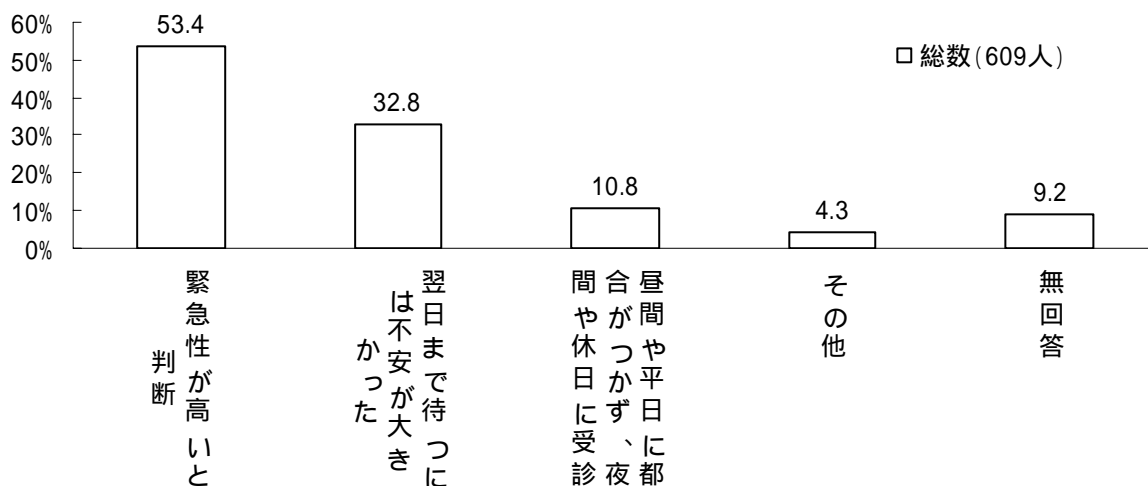 60%
50%
40%
30%
20%
10%
0%
53.4
32.8
10.8
4.3
9.2
総数(609人)
緊急性が高いと
判断
翌日まで待つに
は不安が大き
かった
昼間や平日に都
合がつかず、夜
間や休日に受診
その他
無回答